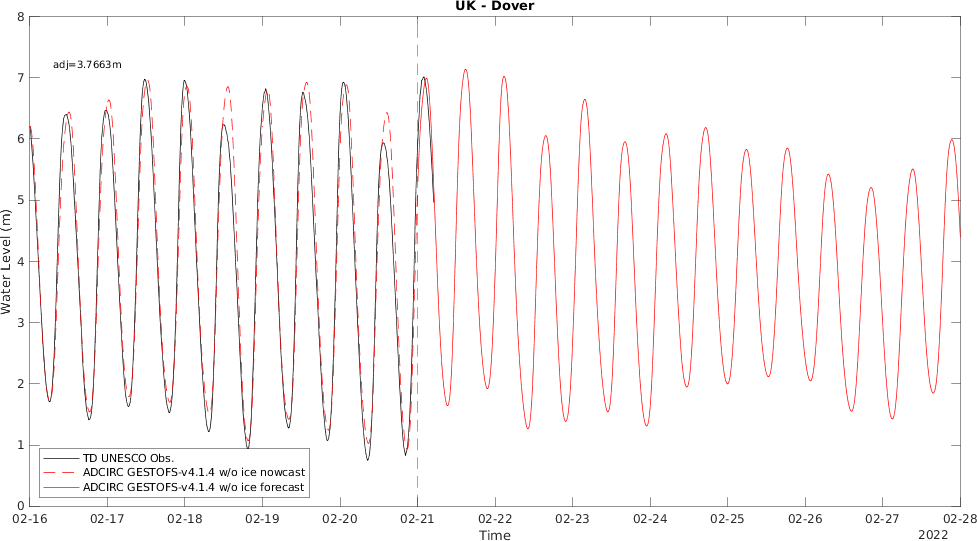 UK - Dover
8
adj=3.7663m
7
6
5
4
3
2
1
0
Water Level (m)
TD UNESCO Obs.
ADCIRC GESTOFS-v4.1.4 w/o ice nowcast
ADCIRC GESTOFS-v4.1.4 w/o ice forecast
02-16 02-17 02-18 02-19 02-20 02-21 02-22 02-23 02-24 02-25 02-26 02-27 02-28
Time
2022